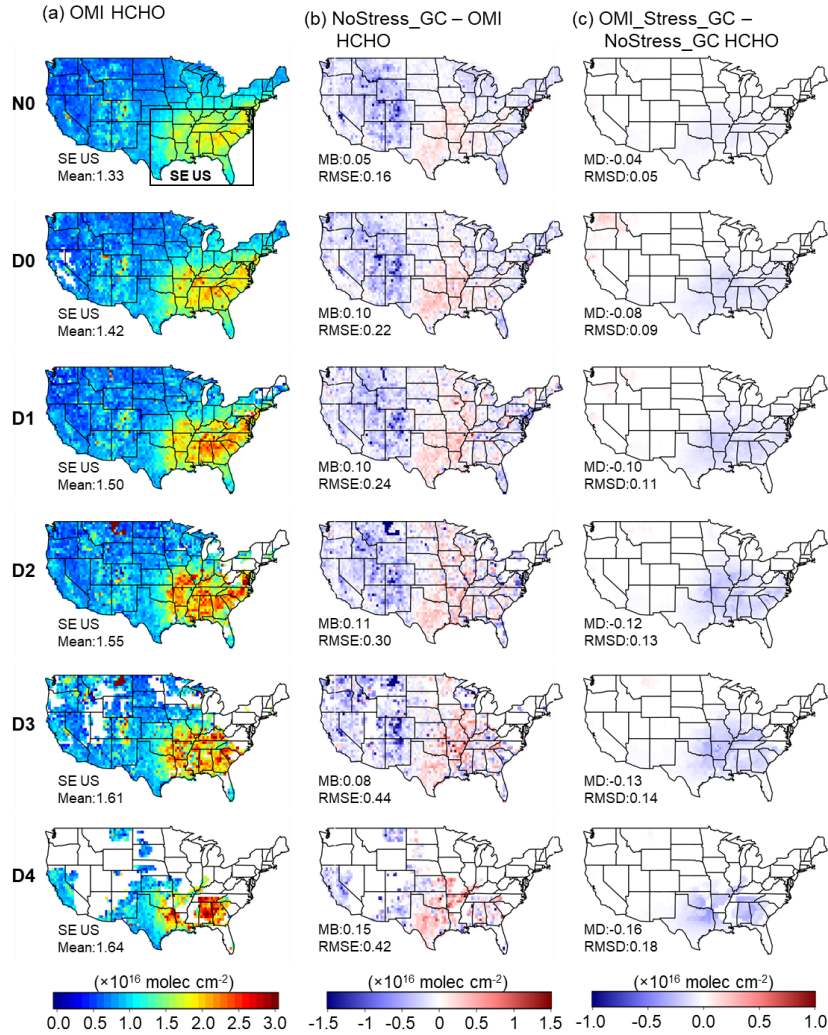 (a) OMI HCHO
(b) NoStress_GC – OMI
HCHO
(c) OMI_Stress_GC –
NoStress_GC HCHO
N0
SE US
Mean:1.33
SE US
MB:0.05
RMSE:0.16
MD:-0.04
RMSD:0.05
D0
SE US
Mean:1.42
MB:0.10
RMSE:0.22
MD:-0.08
RMSD:0.09
D1
SE US
Mean:1.50
MB:0.10
RMSE:0.24
MD:-0.10
RMSD:0.11
D2
SE US
Mean:1.55
MB:0.11
RMSE:0.30
MD:-0.12
RMSD:0.13
D3
SE US
Mean:1.61
MB:0.08
RMSE:0.44
MD:-0.13
RMSD:0.14
D4
SE US
Mean:1.64
MB:0.15
RMSE:0.42
MD:-0.16
RMSD:0.18
(×10¹⁶ molec cm⁻²)
0.0 0.5 1.0 1.5 2.0 2.5 3.0
(×10¹⁶ molec cm⁻²)
-1.5 -1.0 -0.5 0 0.5 1.0 1.5
(×10¹⁶ molec cm⁻²)
-1.0 -0.5 0.0 0.5 1.0